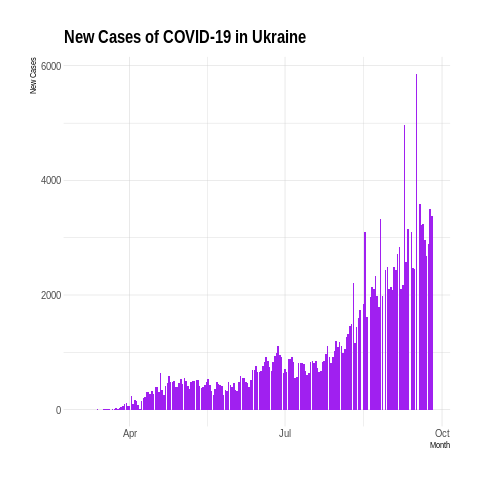 New Cases of COVID-19 in Ukraine
New Cases
6000
4000
2000
0
Apr
Jul
Oct
Month